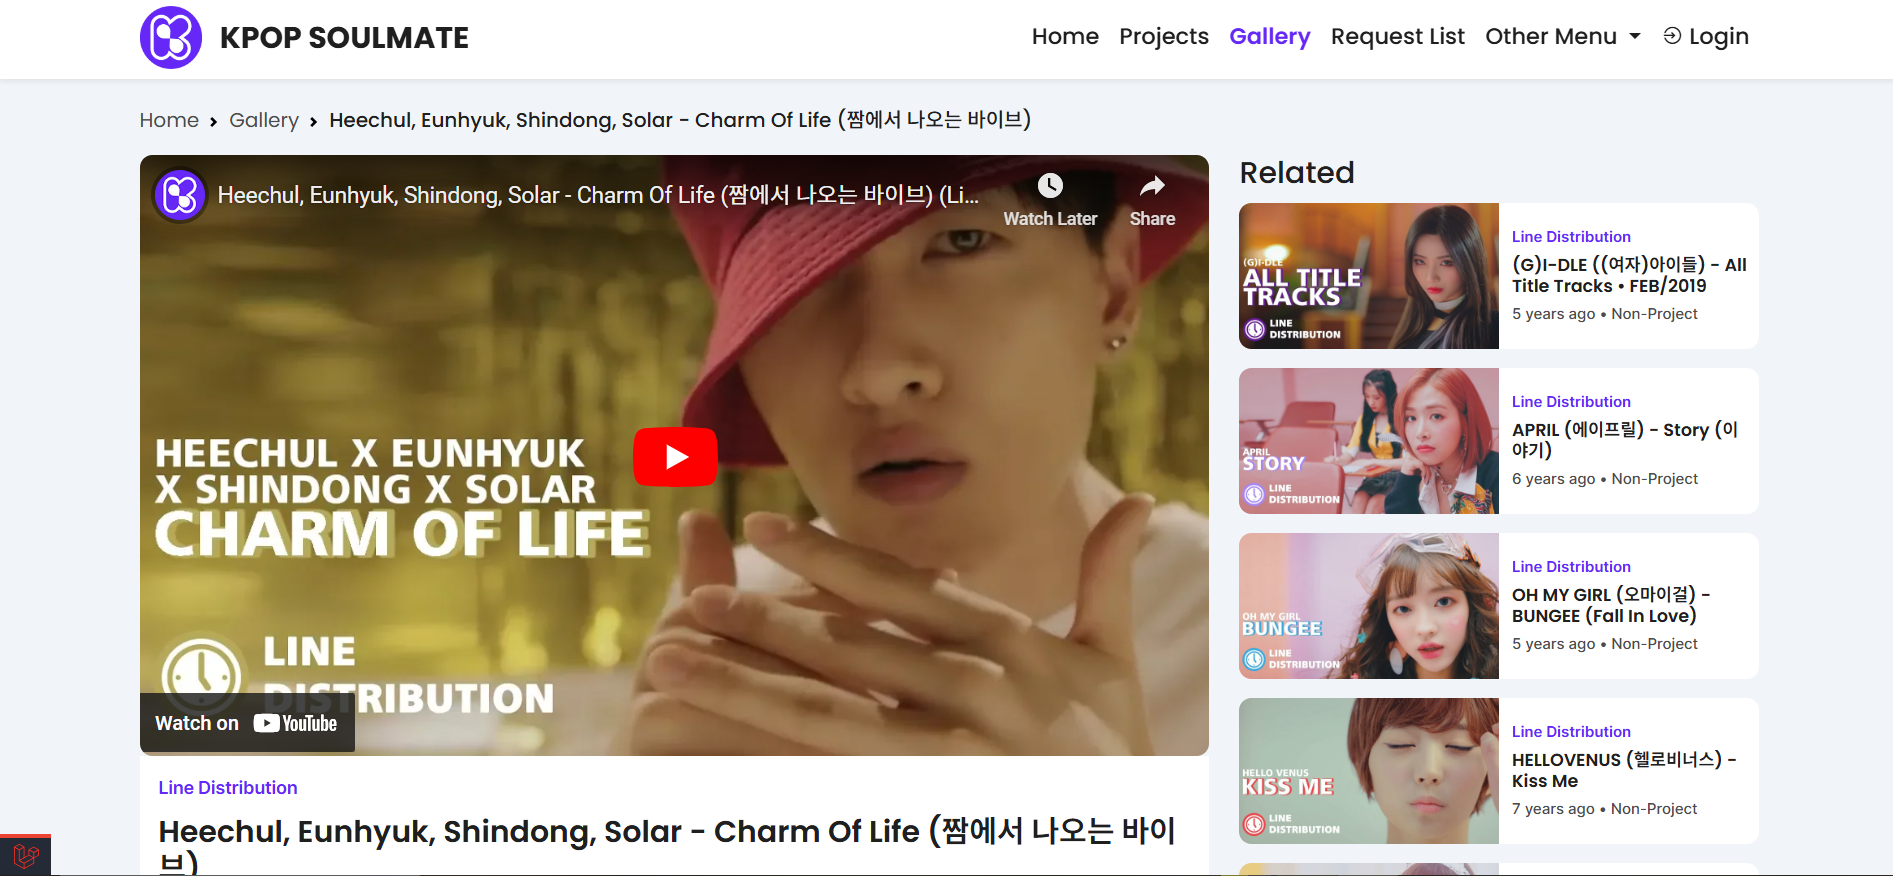 KPOP SOULMATE
Home Projects Gallery Request List Other Menu Login
Home > Gallery > Heechul, Eunhyuk, Shindong, Solar - Charm Of Life (짬에서 나오는 바이브)
Heechul, Eunhyuk, Shindong, Solar - Charm Of Life (짬에서 나오는 바이브) (Li...
Watch Later
Share
HEECHUL X EUNHYUK
X SHINDONG X SOLAR
CHARM OF LIFE
LINE
DISTRIBUTION
Watch on YouTube
Line Distribution
Heechul, Eunhyuk, Shindong, Solar - Charm Of Life (짬에서 나오는 바이
브)
Related
(G)I-DLE
ALL TITLE
TRACKS
LINE
DISTRIBUTION
Line Distribution
(G)I-DLE ((여자)아이들) - All
Title Tracks • FEB/2019
5 years ago • Non-Project
APRIL
STORY
LINE
DISTRIBUTION
Line Distribution
APRIL (에이프릴) - Story (이
야기)
6 years ago • Non-Project
OH MY GIRL
BUNGEE
LINE
DISTRIBUTION
Line Distribution
OH MY GIRL (오마이걸) -
BUNGEE (Fall In Love)
5 years ago • Non-Project
HELLO VENUS
KISS ME
LINE
DISTRIBUTION
Line Distribution
HELLOVENUS (헬로비너스) -
Kiss Me
7 years ago • Non-Project